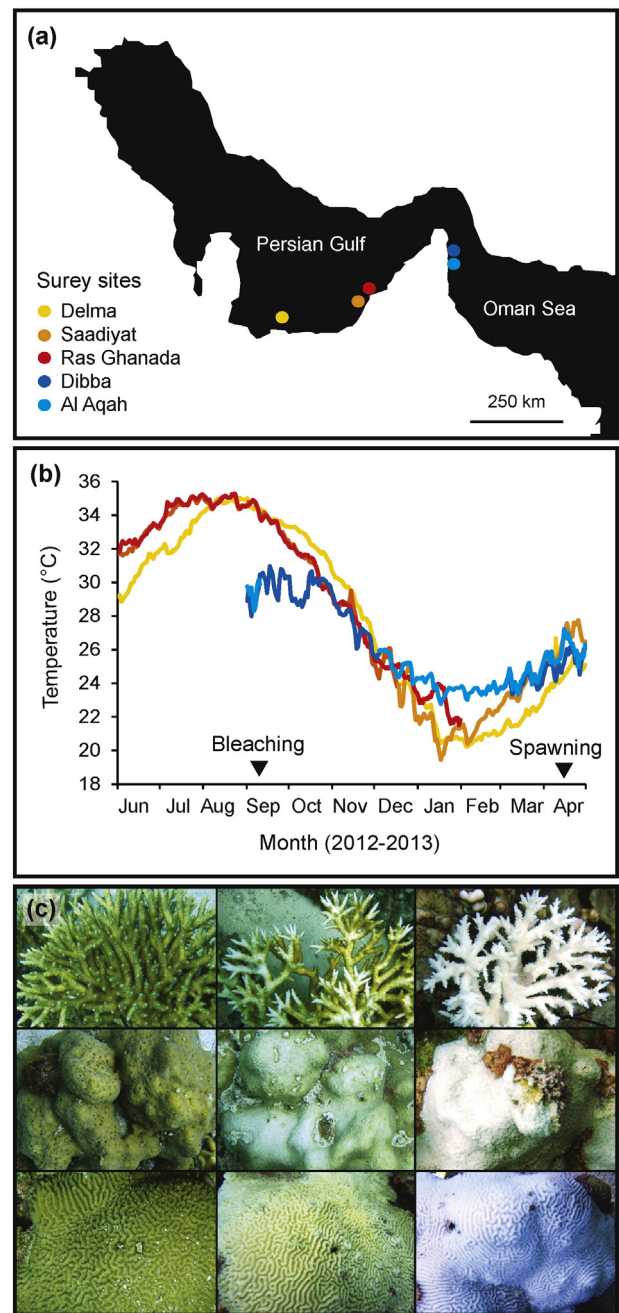 (a)
Persian Gulf
Oman Sea
Surey sites
Delma
Saadiyat
Ras Ghanada
Dibba
Al Aqah
250 km
(b)
36
34
32
30
28
26
24
22
20
18
Temperature (°C)
Bleaching
Spawning
Jun Jul Aug Sep Oct Nov Dec Jan Feb Mar Apr
Month (2012-2013)
(c)